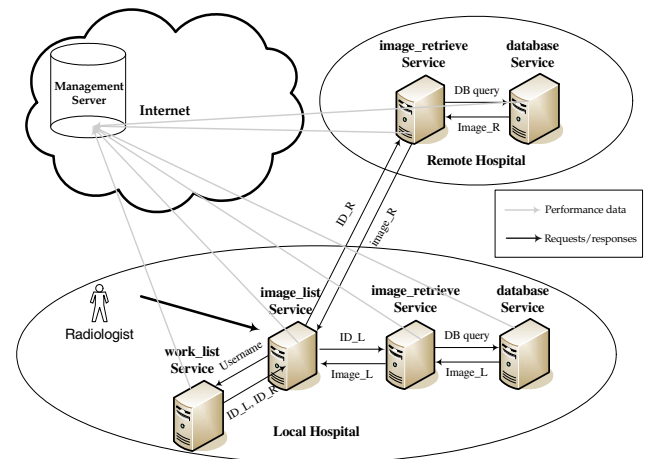 image_retrieve
Service
database
Service
Management
Server
Internet
DB query
Image_R
Remote Hospital
ID_R
image_R
Performance data
Requests/responses
Radiologist
image_list
Service
image_retrieve
Service
database
Service
work_list
Service
Username
ID_L, ID_R
ID_L
Image_L
DB query
Image_L
Local Hospital